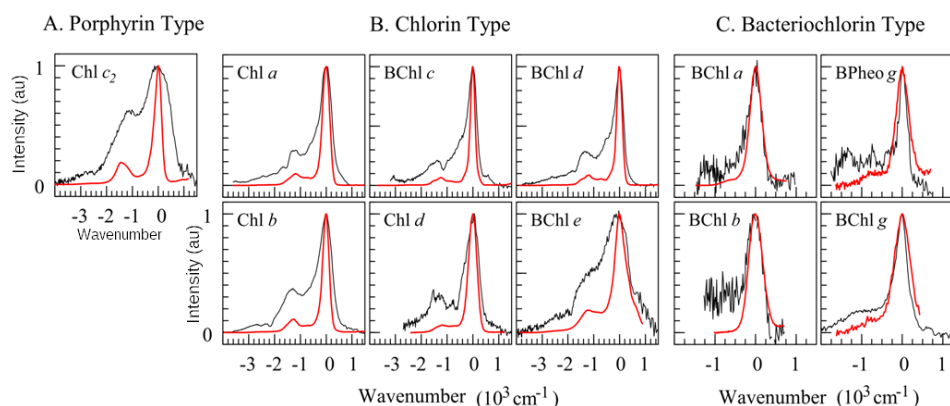 A. Porphyrin Type
B. Chlorin Type
C. Bacteriochlorin Type
Intensity (au)
1
0
Chl c2
-3 -2 -1 0
Wavenumber
Chl a
BChl c
BChl d
BChl a
BPheo g
Intensity (au)
1
0
Chl b
Chl d
BChl e
BChl b
BChl g
-3 -2 -1 0 1
-3 -2 -1 0 1
-3 -2 -1 0 1
-1 0 1
-1 0 1
Wavenumber (10³ cm⁻¹)
Wavenumber (10³ cm⁻¹)